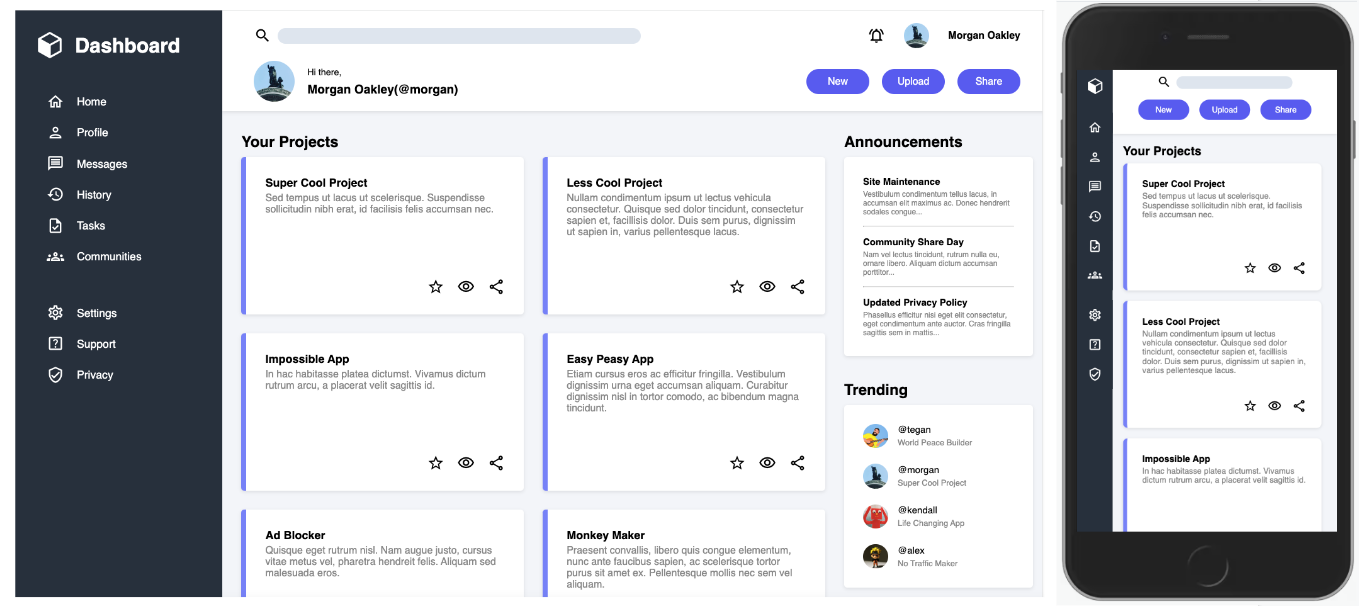 Dashboard
Home
Profile
Messages
History
Tasks
Communities
Settings
Support
Privacy
Morgan Oakley
Hi there,
Morgan Oakley(@morgan)
New
Upload
Share
Your Projects
Super Cool Project
Sed tempus ut lacus ut scelerisque. Suspendisse
sollicitudin nibh erat, id facilisis felis accumsan nec.
Less Cool Project
Nullam condimentum ipsum ut lectus vehicula
consectetur. Quisque sed dolor tincidunt, consectetur
sapien et, facillisis dolor. Duis sem purus, dignissim
ut sapien in, varius pellentesque lacus.
Impossible App
In hac habitasse platea dictumst. Vivamus dictum
rutrum arcu, a placerat velit sagittis id.
Easy Peasy App
Etiam cursus eros ac efficitur fringilla. Vestibulum
dignissim urna eget accumsan aliquam. Curabitur
dignissim nisl in tortor comodo, ac bibendum magna
tincidunt.
Ad Blocker
Quisque eget rutrum nisl. Nam augue justo, cursus
vitae metus vel, pharetra hendreit felis. Aliquam sed
malesuada eros.
Monkey Maker
Praesent convallis, libero quis congue elementum,
nunc ante faucibus sapien, ac scelerisque tortor
purus sit amet ex. Pellentesque mollis nec sem vel
aliquam.
Announcements
Site Maintenance
Vestibulum condimentum tellus lacus, in
accumsan elit maximus ac. Donec hendrerit
sodales congue...
Community Share Day
Nam vel lectus tincidunt, rutrum nulla eu,
ornare libero. Aliquam dictum accumsan
porttitor...
Updated Privacy Policy
Phasellus efficitur nisi eget elit consectetur,
eget condimentum ante auctor. Cras fringilla
sagittis sem in mattis...
Trending
@tegan
World Peace Builder
@morgan
Super Cool Project
@kendall
Life Changing App
@alex
No Traffic Maker
New
Upload
Share
Your Projects
Super Cool Project
Sed tempus ut lacus ut scelerisque.
Suspendisse sollicitudin nibh erat, id facilisis
felis accumsan nec.
Less Cool Project
Nullam condimentum ipsum ut lectus
vehicula consectetur. Quisque sed dolor
tincidunt, consectetur sapien et, facillisis
dolor. Duis sem purus, dignissim ut sapien in,
varius pellentesque lacus.
Impossible App
In hac habitasse platea dictumst. Vivamus
dictum rutrum arcu, a placerat velit sagittis id.